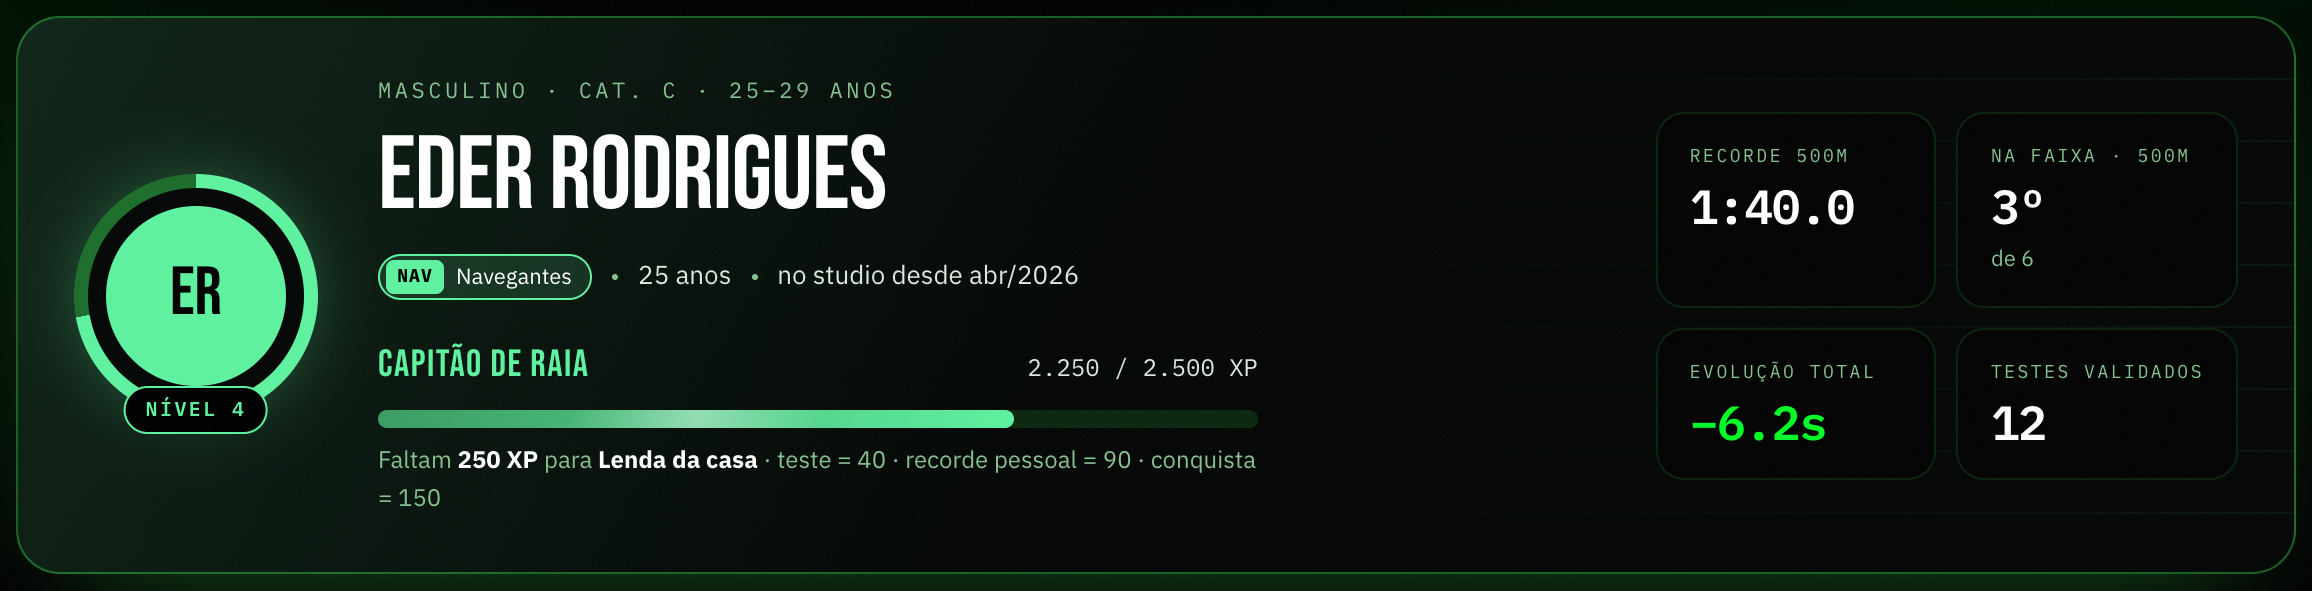 MASCULINO · CAT. C · 25–29 ANOS
EDER RODRIGUES
ER
NÍVEL 4
NAV Navegantes • 25 anos • no studio desde abr/2026
CAPITÃO DE RAIA
2.250 / 2.500 XP
Faltam 250 XP para Lenda da casa · teste = 40 · recorde pessoal = 90 · conquista
= 150
RECORDE 500M
1:40.0
NA FAIXA · 500M
3º
de 6
EVOLUÇÃO TOTAL
−6.2s
TESTES VALIDADOS
12